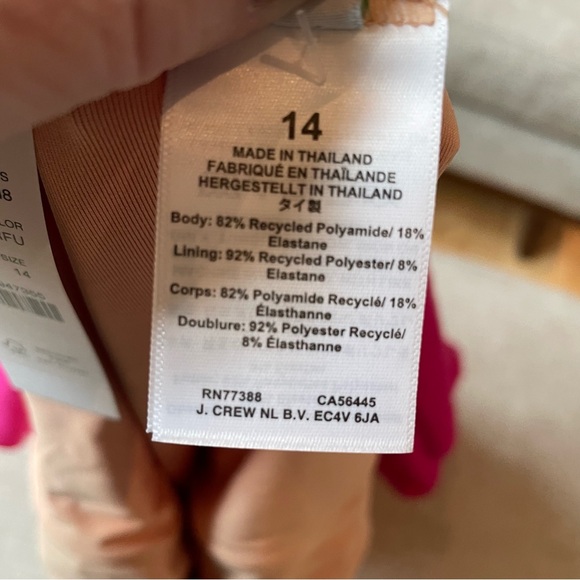 14
MADE IN THAILAND
FABRIQUÉ EN THAÏLANDE
HERGESTELLT IN THAILAND
タイ製
Body: 82% Recycled Polyamide/ 18%
Elastane
Lining: 92% Recycled Polyester/ 8%
Elastane
Corps: 82% Polyamide Recyclé/ 18%
Élasthanne
Doublure: 92% Polyester Recyclé/
8% Élasthanne
RN77388 CA56445
J. CREW NL B.V. EC4V 6JA
SIZE
14